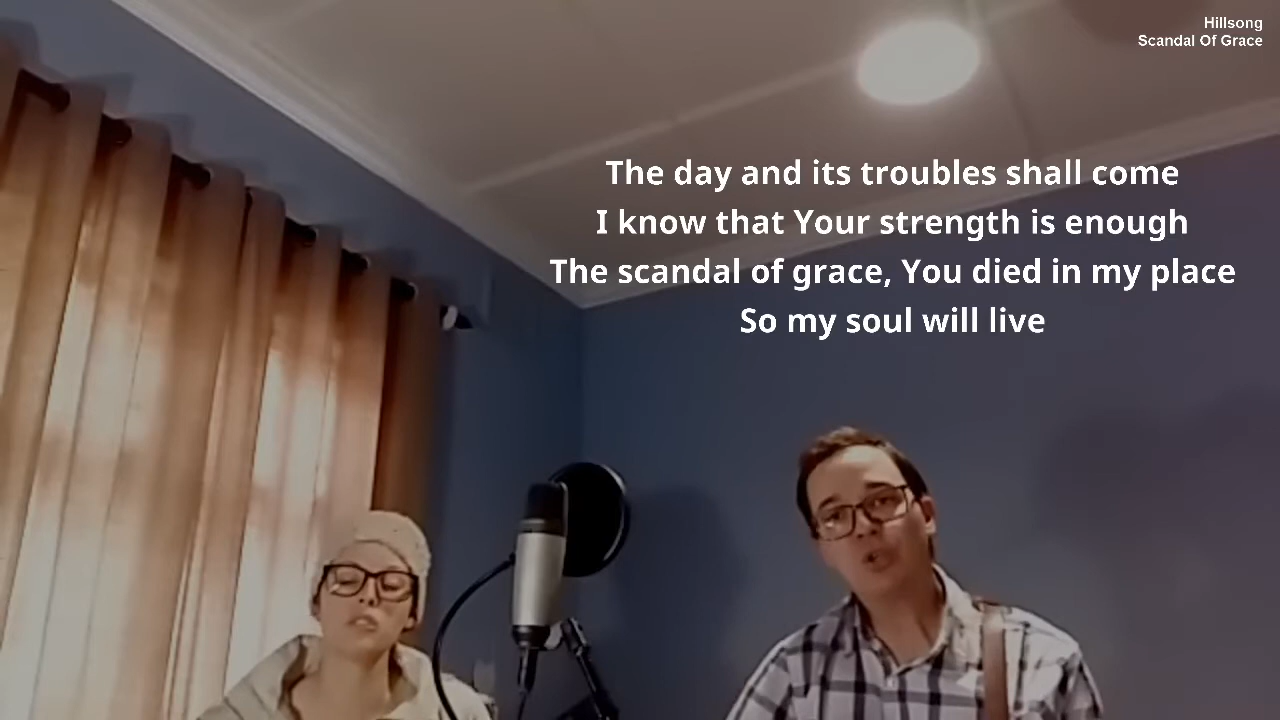 Hillsong
Scandal Of Grace
The day and its troubles shall come
I know that Your strength is enough
The scandal of grace, You died in my place
So my soul will live